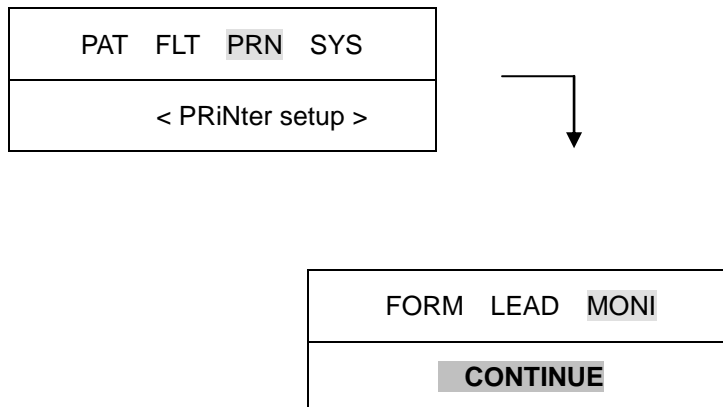 PAT FLT PRN SYS
< PRiNter setup >
FORM LEAD MONI
CONTINUE